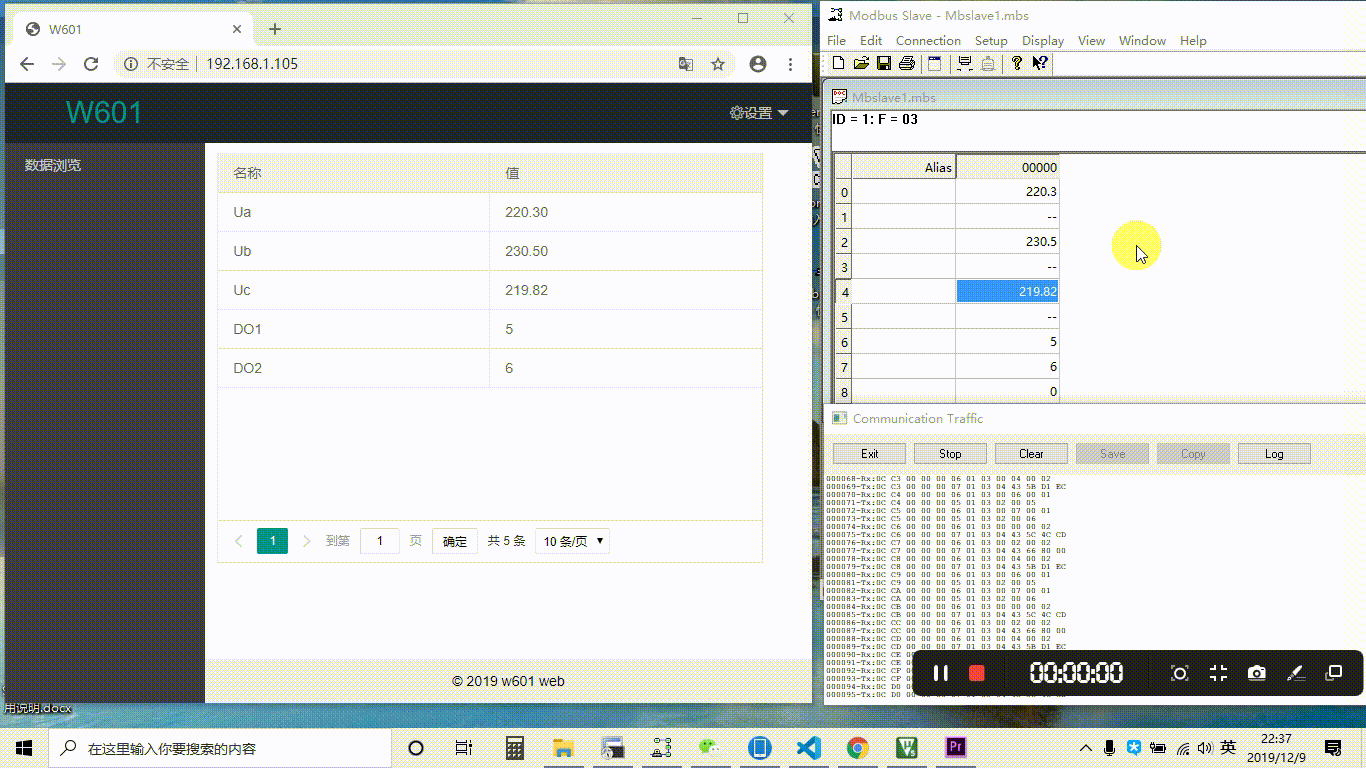 W601
不安全 192.168.1.105
W601
设置
数据浏览
名称 值
Ua 220.30
Ub 230.50
Uc 219.82
DO1 5
DO2 6
1 到第 1 页 确定 共 5 条 10 条/页
© 2019 w601 web
用说明.docx
Modbus Slave - Mbslave1.mbs
File Edit Connection Setup Display View Window Help
Mbslave1.mbs
ID = 1: F = 03
Alias 00000
0 220.3
1 --
2 230.5
3 --
4 219.82
5 --
6 5
7 6
8 0
Communication Traffic
Exit Stop Clear Save Copy Log
000068-Rx:0C C3 00 00 00 06 01 03 00 04 00 02
000069-Tx:0C C3 00 00 00 07 01 03 04 43 5B D1 EC
000070-Rx:0C C4 00 00 00 06 01 03 00 06 00 01
000071-Tx:0C C4 00 00 00 05 01 03 02 00 05
000072-Rx:0C C5 00 00 00 06 01 03 00 07 00 01
000073-Tx:0C C5 00 00 00 05 01 03 02 00 06
000074-Rx:0C C6 00 00 00 06 01 03 00 00 00 02
000075-Tx:0C C6 00 00 00 07 01 03 04 43 5C 4C CD
000076-Rx:0C C7 00 00 00 06 01 03 00 02 00 02
000077-Tx:0C C7 00 00 00 07 01 03 04 43 66 80 00
000078-Rx:0C C8 00 00 00 06 01 03 00 04 00 02
000079-Tx:0C C8 00 00 00 07 01 03 04 43 5B D1 EC
000080-Rx:0C C9 00 00 00 06 01 03 00 06 00 01
000081-Tx:0C C9 00 00 00 05 01 03 02 00 05
000082-Rx:0C CA 00 00 00 06 01 03 00 07 00 01
000083-Tx:0C CA 00 00 00 05 01 03 02 00 06
000084-Rx:0C CB 00 00 00 06 01 03 00 00 00 02
000085-Tx:0C CB 00 00 00 07 01 03 04 43 5C 4C CD
000086-Rx:0C CC 00 00 00 06 01 03 00 02 00 02
000087-Tx:0C CC 00 00 00 07 01 03 04 43 66 80 00
000088-Rx:0C CD 00 00 00 06 01 03 00 04 00 02
000089-Tx:0C CD 00 00 00 07 01 03 04 43 5B D1 EC
000090-Rx:0C CE
000091-Tx:0C CE
000092-Rx:0C CF
000093-Tx:0C CF
000094-Rx:0C D0
000095-Tx:0C D0
00:00:00
在这里输入你要搜索的内容
英
22:37
2019/12/9